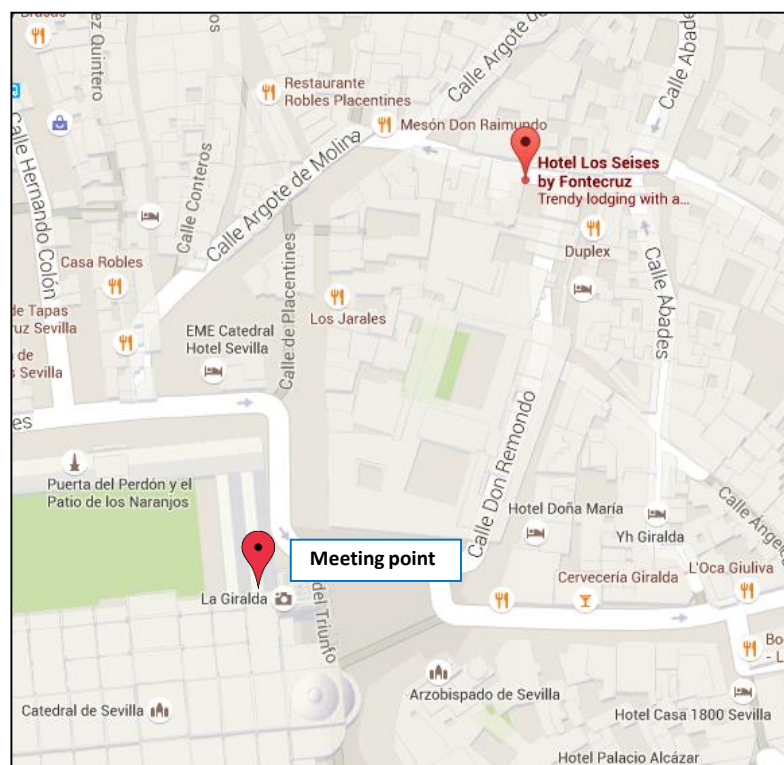 Brasas
ez Quintero
eros
Calle Argote de
Calle Abade
Restaurante
Robles Placentines
Mesón Don Raimundo
Hotel Los Seises
by Fontecruz
Trendy lodging with a...
Calle Hernando Colón
Calle Conteros
Calle Argote de Molina
Duplex
Casa Robles
Calle de Placentines
Los Jarales
Calle Abades
de Tapas
ruz Sevilla
de
s Sevilla
EME Catedral
Hotel Sevilla
es
Calle Don Remondo
Puerta del Perdón y el
Patio de los Naranjos
Hotel Doña María
Yh Giralda
Calle Ángele
Meeting point
L'Oca Giuliva
Cervecería Giralda
La Giralda
del Triunfo
Bo
- L
Arzobispado de Sevilla
Catedral de Sevilla
Hotel Casa 1800 Sevilla
Hotel Palacio Alcázar